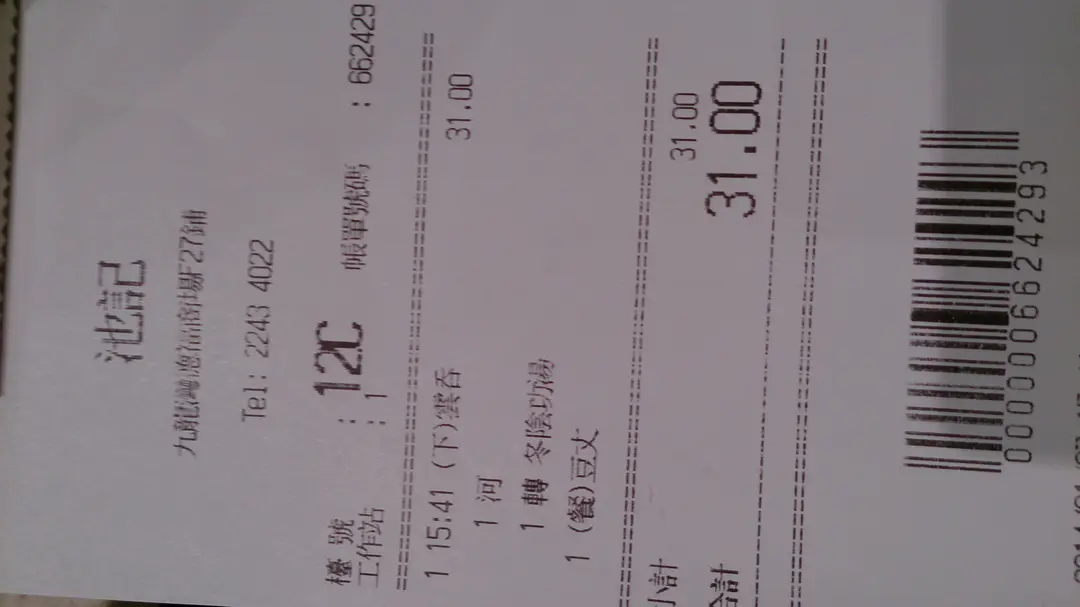 池記
九龍灣德福商場F27舖
Tel: 2243 4022
檯 號 : 12C 帳單號碼 : 662429
工作站 : 1
================================
1 15:41 (下)雲吞 31.00
1 河
1 轉 冬陰功湯
1 (餐)豆丈
================================
小計 31.00
合計 31.00
--------------------------------
================================
0000006624293